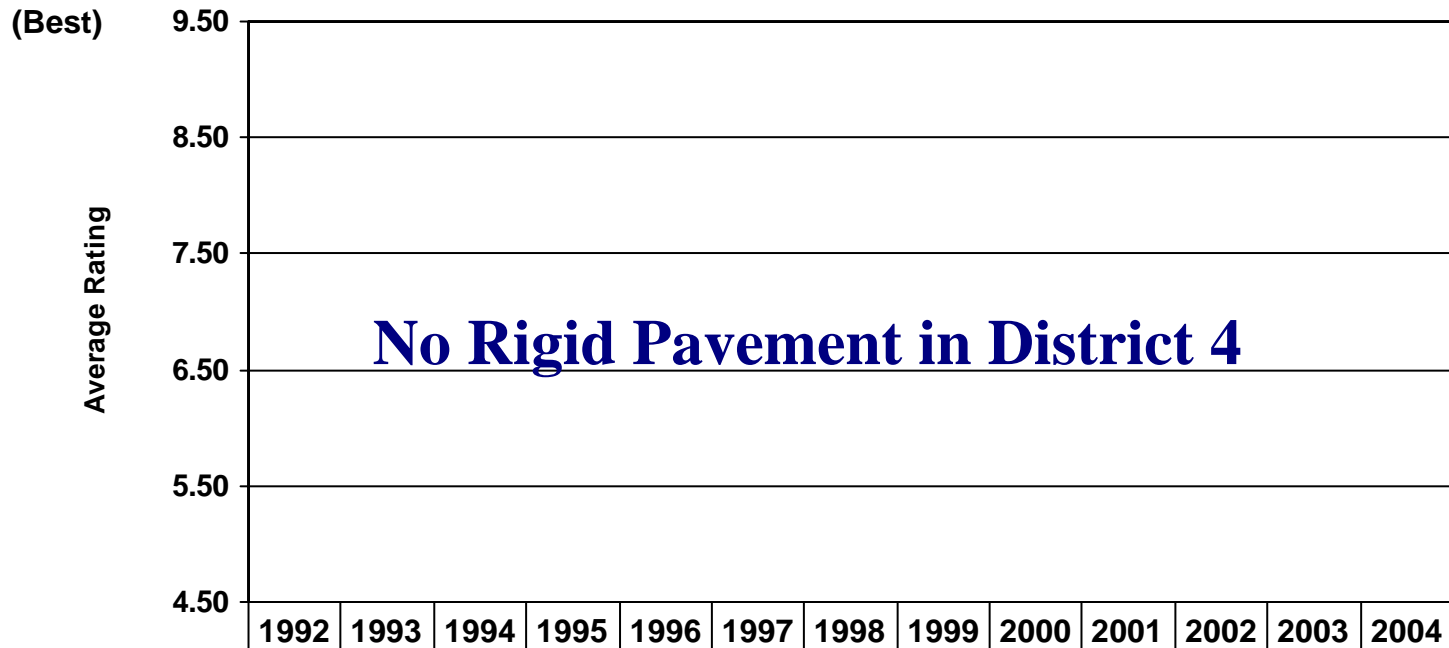 (Best) 9.50
8.50
7.50
6.50
5.50
4.50
Average Rating
No Rigid Pavement in District 4
1992 1993 1994 1995 1996 1997 1998 1999 2000 2001 2002 2003 2004